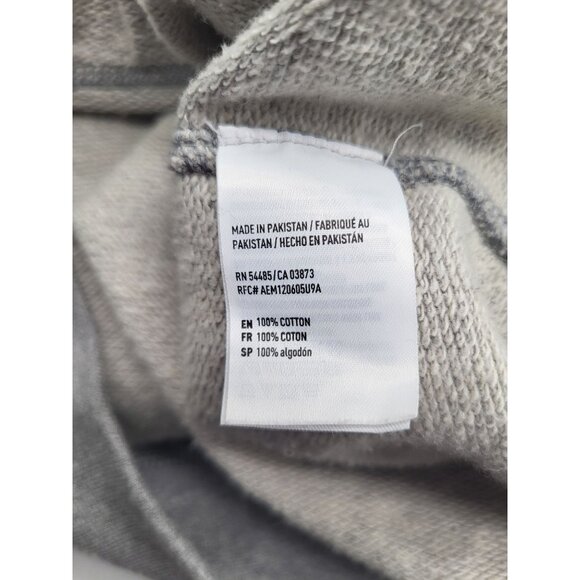 MADE IN PAKISTAN / FABRIQUÉ AU
PAKISTAN / HECHO EN PAKISTÁN
RN 54485/CA 03873
RFC# AEM120605U9A
EN 100% COTTON
FR 100% COTON
SP 100% algodón